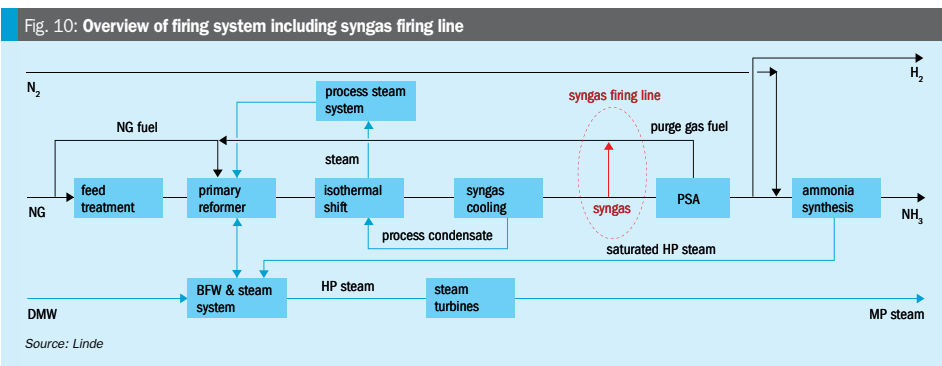 Fig. 10: Overview of firing system including syngas firing line
N2
H2
process steam
system
syngas firing line
NG fuel
purge gas fuel
steam
feed
treatment
primary
reformer
isothermal
shift
syngas
cooling
syngas
PSA
ammonia
synthesis
NG
NH3
process condensate
saturated HP steam
BFW & steam
system
HP steam
steam
turbines
DMW
MP steam
Source: Linde